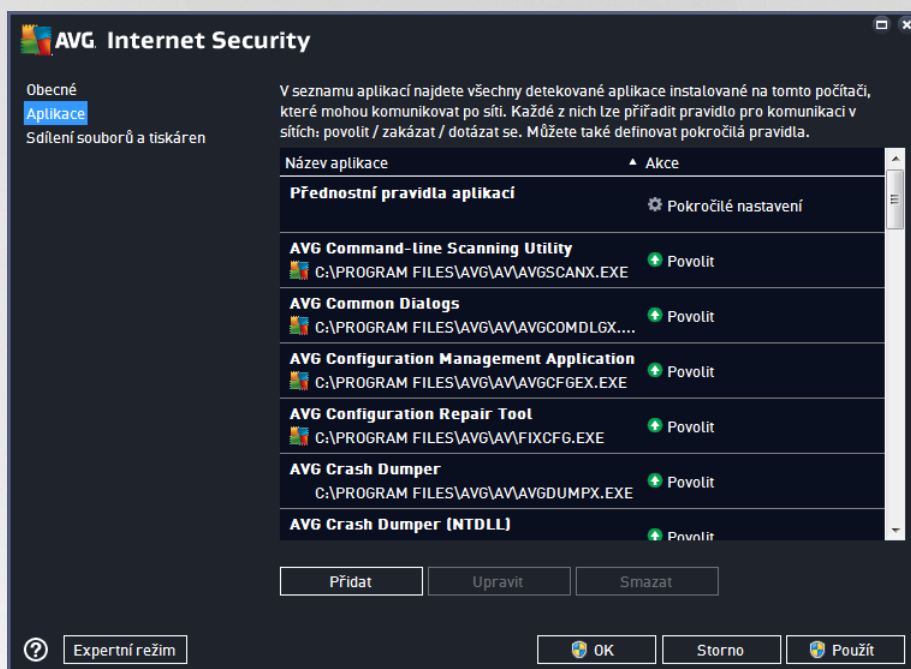 AVG Internet Security
Obecné
Aplikace
Sdílení souborů a tiskáren
V seznamu aplikací najdete všechny detekované aplikace instalované na tomto počítači,
které mohou komunikovat po síti. Každé z nich lze přiřadit pravidlo pro komunikaci v
sítích: povolit / zakázat / dotázat se. Můžete také definovat pokročilá pravidla.
Název aplikace Akce
Přednostní pravidla aplikací
Pokročilé nastavení
AVG Command-line Scanning Utility
C:\PROGRAM FILES\AVG\AV\AVGSCANX.EXE
Povolit
AVG Common Dialogs
C:\PROGRAM FILES\AVG\AV\AVGCOMDLGX....
Povolit
AVG Configuration Management Application
C:\PROGRAM FILES\AVG\AV\AVGCFGEX.EXE
Povolit
AVG Configuration Repair Tool
C:\PROGRAM FILES\AVG\AV\FIXCFG.EXE
Povolit
AVG Crash Dumper
C:\PROGRAM FILES\AVG\AV\AVGDUMPX.EXE
Povolit
AVG Crash Dumper (NTDLL)
Povolit
Přidat Upravit Smazat
? Expertní režim OK Storno Použít